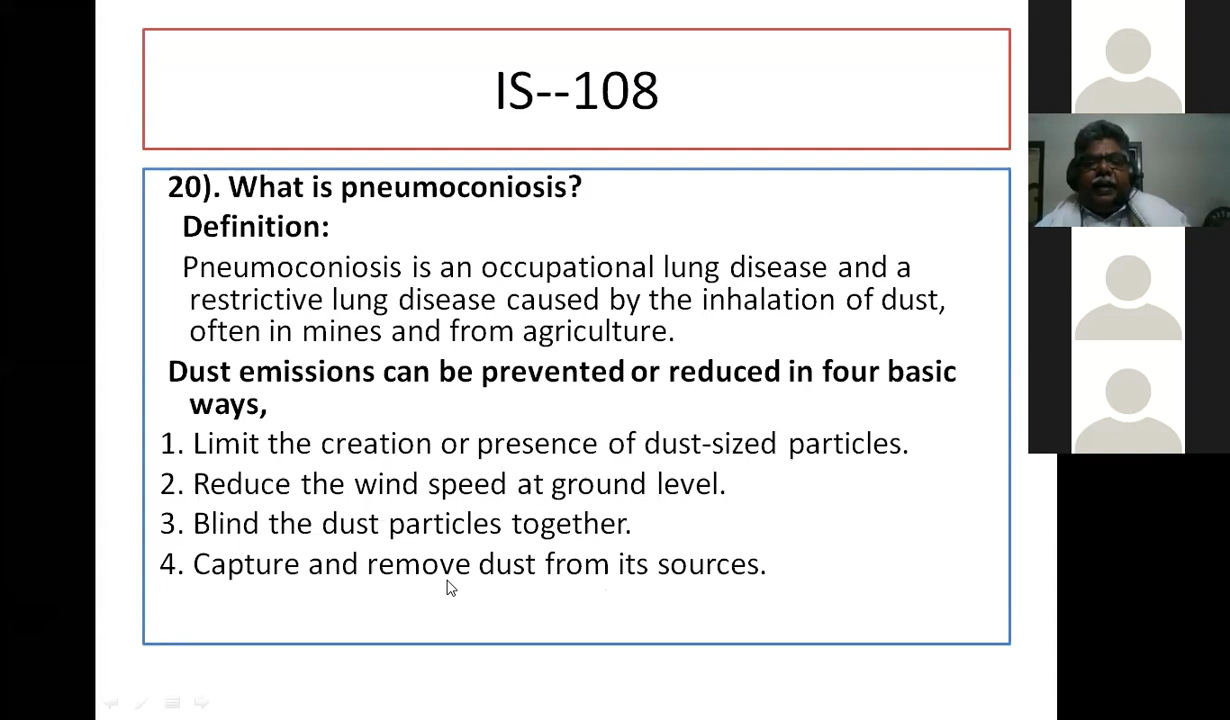 IS--108
20). What is pneumoconiosis?
Definition:
Pneumoconiosis is an occupational lung disease and a
restrictive lung disease caused by the inhalation of dust,
often in mines and from agriculture.
Dust emissions can be prevented or reduced in four basic
ways,
1. Limit the creation or presence of dust-sized particles.
2. Reduce the wind speed at ground level.
3. Blind the dust particles together.
4. Capture and remove dust from its sources.